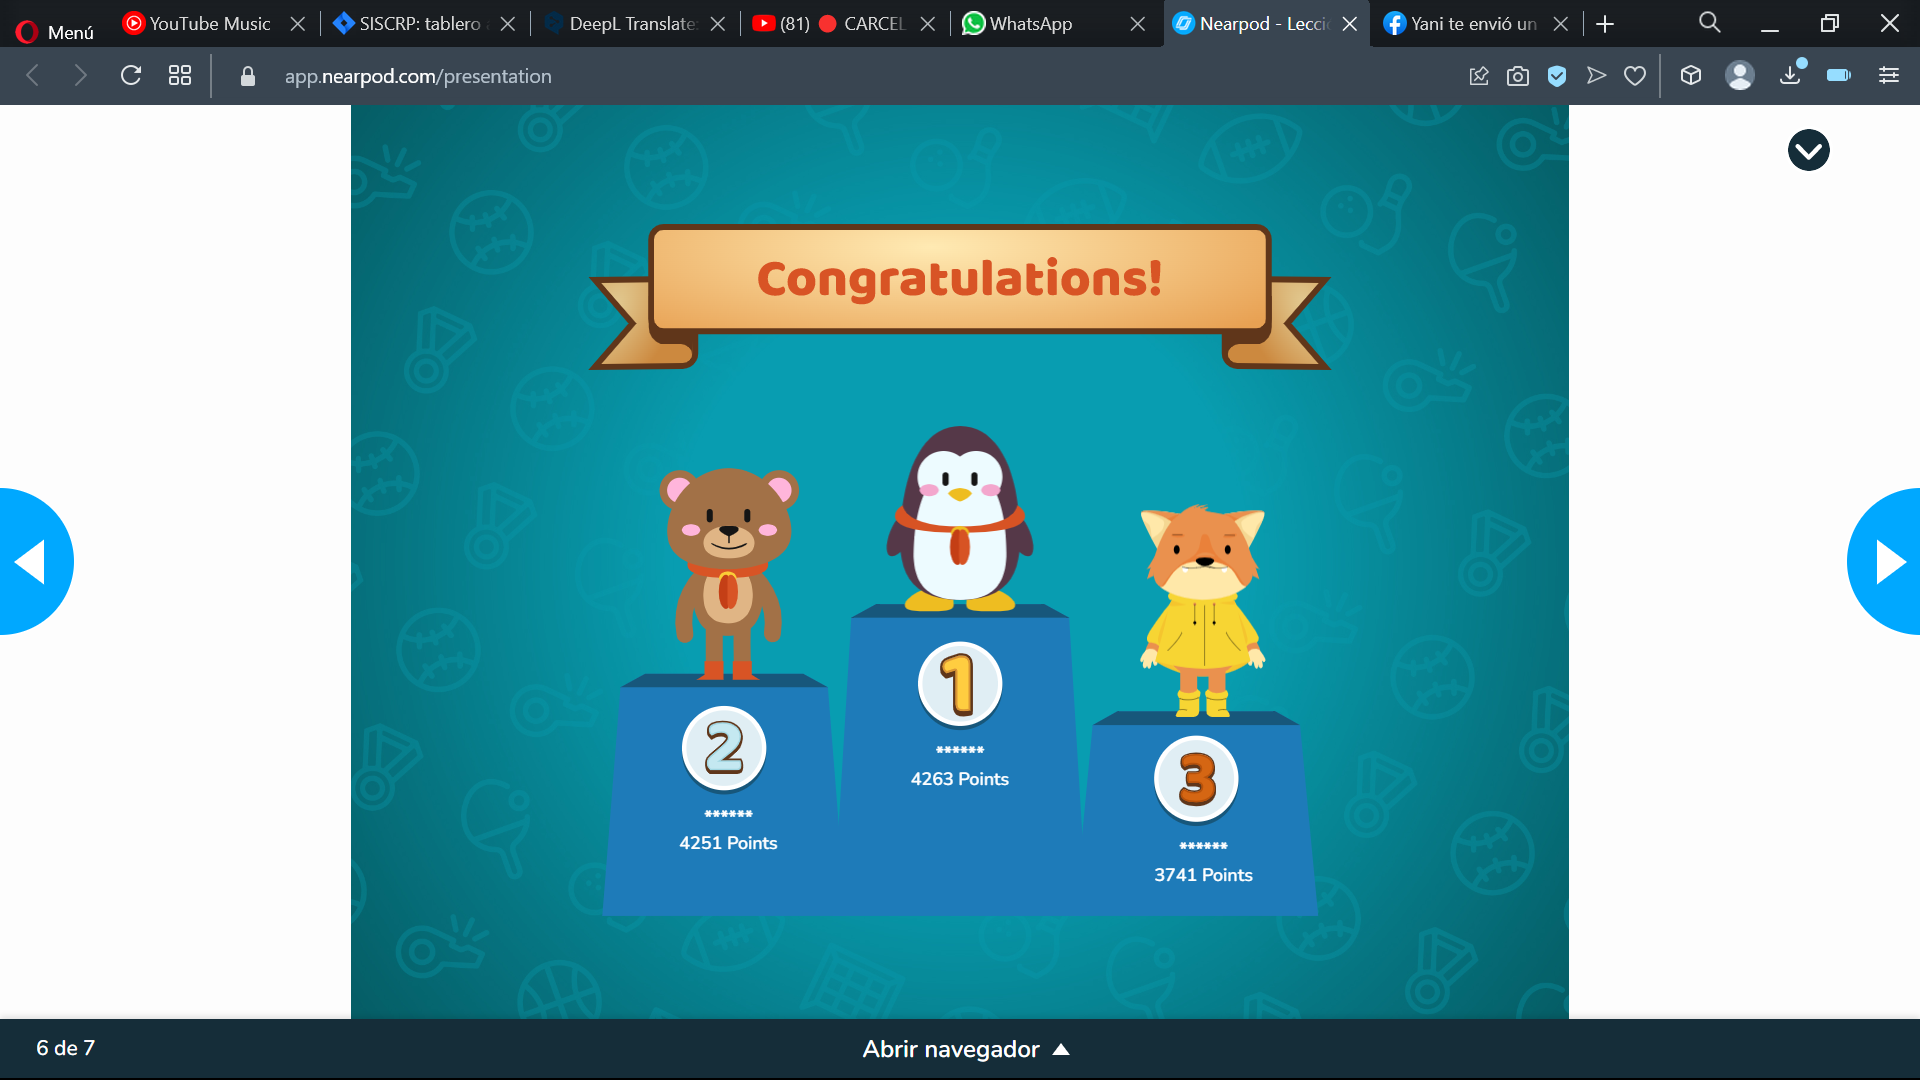 Menú
YouTube Music
SISCRP: tablero
DeepL Translate:
(81) 🔴 CARCEL
WhatsApp
Nearpod - Lecci
Yani te envió un
app.nearpod.com/presentation
Congratulations!
1
******
4263 Points
2
******
4251 Points
3
******
3741 Points
6 de 7
Abrir navegador